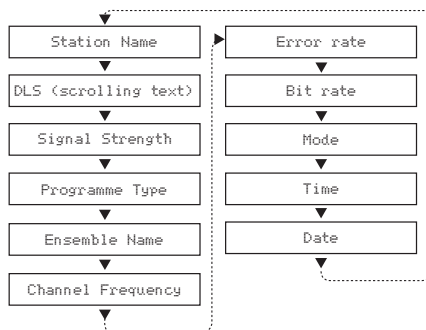 Station Name
DLS (scrolling text)
Signal Strength
Programme Type
Ensemble Name
Channel Frequency
Error rate
Bit rate
Mode
Time
Date